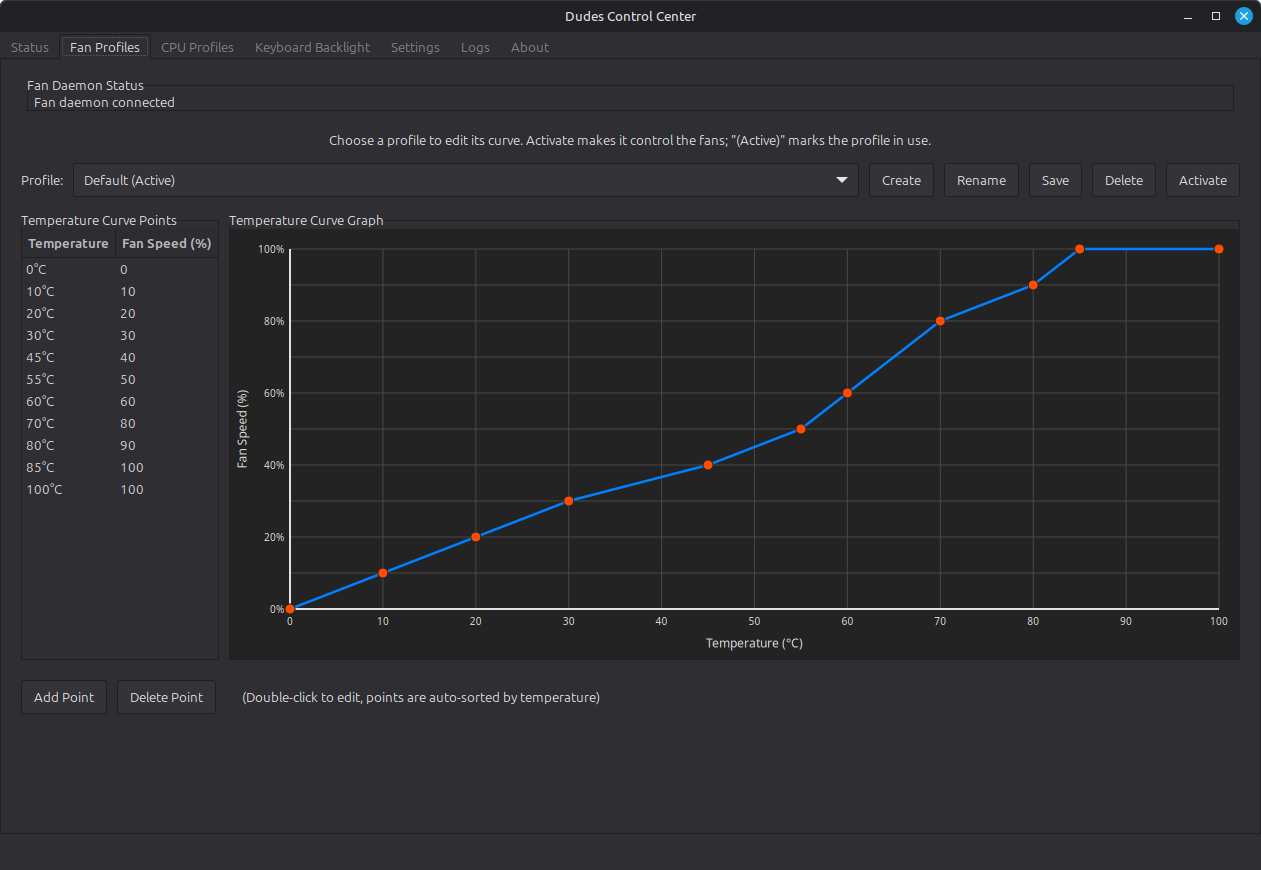 Dudes Control Center
Status Fan Profiles CPU Profiles Keyboard Backlight Settings Logs About
Fan Daemon Status
Fan daemon connected
Choose a profile to edit its curve. Activate makes it control the fans; "(Active)" marks the profile in use.
Profile: Default (Active) Create Rename Save Delete Activate
Temperature Curve Points
Temperature Fan Speed (%)
0°C 0
10°C 10
20°C 20
30°C 30
45°C 40
55°C 50
60°C 60
70°C 80
80°C 90
85°C 100
100°C 100
Temperature Curve Graph
100%
80%
60%
40%
20%
0%
Fan Speed (%)
0 10 20 30 40 50 60 70 80 90 100
Temperature (°C)
Add Point Delete Point (Double-click to edit, points are auto-sorted by temperature)